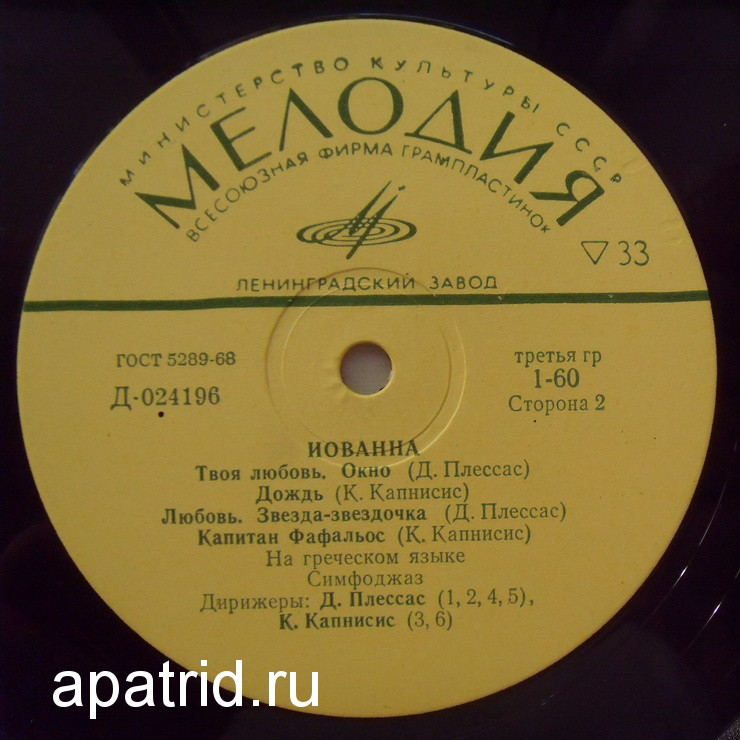 МИНИСТЕРСТВО КУЛЬТУРЫ СССР
МЕЛОДИЯ
ВСЕСОЮЗНАЯ ФИРМА ГРАМПЛАСТИНОК
▽ 33
ЛЕНИНГРАДСКИЙ ЗАВОД
ГОСТ 5289-68
Д-024196
третья гр
1-60
Сторона 2
ИОВАННА
Твоя любовь. Окно (Д. Плессас)
Дождь (К. Капнисис)
Любовь. Звезда-звездочка (Д. Плессас)
Капитан Фафальос (К. Капнисис)
На греческом языке
Симфоджаз
Дирижеры: Д. Плессас (1, 2, 4, 5),
К. Капнисис (3, 6)
apatrid.ru